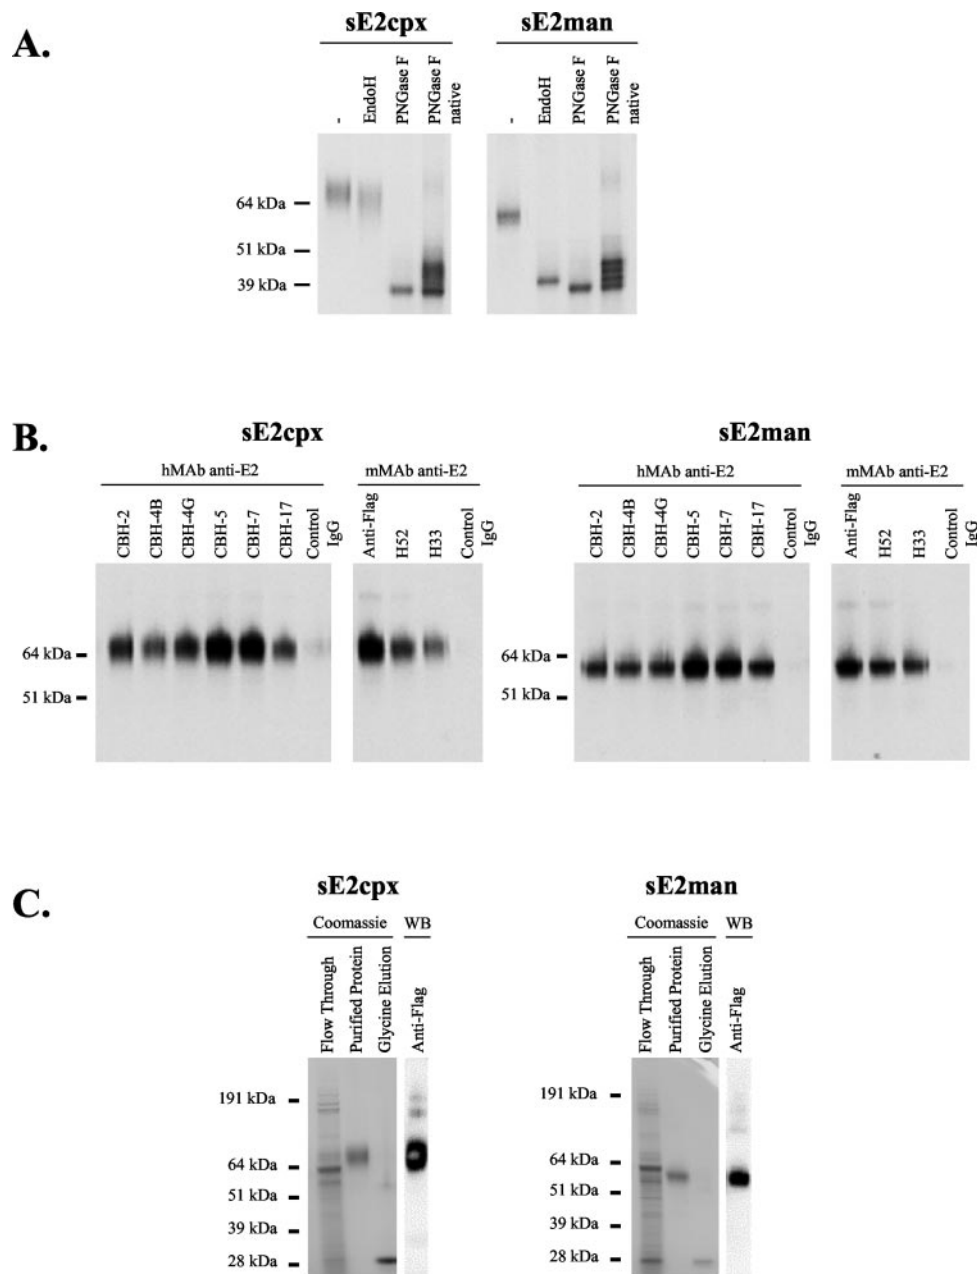 A.
sE2cpx
sE2man
-
EndoH
PNGase F
PNGase F native
-
EndoH
PNGase F
PNGase F native
64 kDa
51 kDa
39 kDa
B.
sE2cpx
sE2man
hMAb anti-E2
mMAb anti-E2
hMAb anti-E2
mMAb anti-E2
CBH-2
CBH-4B
CBH-4G
CBH-5
CBH-7
CBH-17
Control IgG
Anti-Flag
H52
H33
Control IgG
CBH-2
CBH-4B
CBH-4G
CBH-5
CBH-7
CBH-17
Control IgG
Anti-Flag
H52
H33
Control IgG
64 kDa
51 kDa
64 kDa
51 kDa
C.
sE2cpx
sE2man
Coomassie
WB
Coomassie
WB
Flow Through
Purified Protein
Glycine Elution
Anti-Flag
Flow Through
Purified Protein
Glycine Elution
Anti-Flag
191 kDa
64 kDa
51 kDa
39 kDa
28 kDa
191 kDa
64 kDa
51 kDa
39 kDa
28 kDa